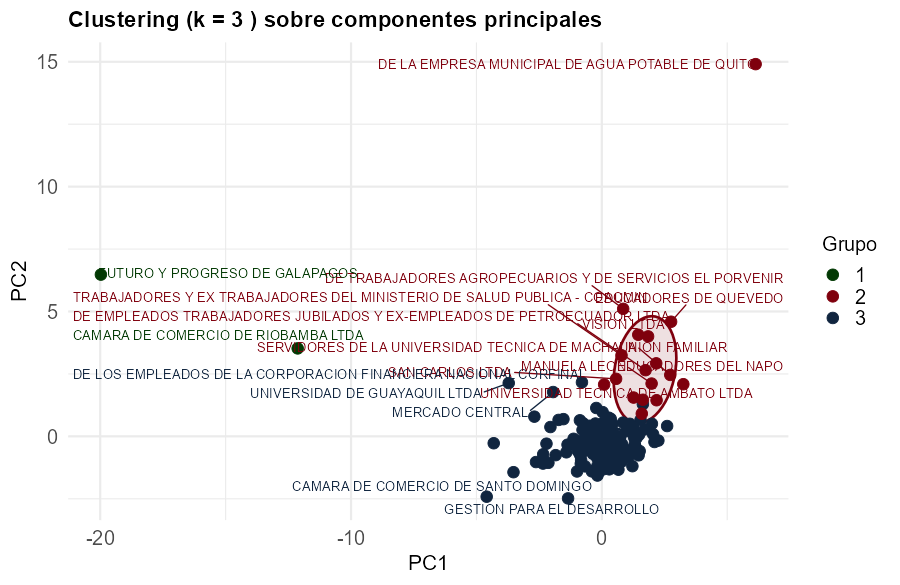 Clustering (k = 3 ) sobre componentes principales
15
DE LA EMPRESA MUNICIPAL DE AGUA POTABLE DE QUITO
10
FUTURO Y PROGRESO DE GALAPAGOS
DE TRABAJADORES AGROPECUARIOS Y DE SERVICIOS EL PORVENIR
TRABAJADORES Y EX TRABAJADORES DEL MINISTERIO DE SALUD PUBLICA -
EDUCADORES DE QUEVEDO
5
DE EMPLEADOS TRABAJADORES JUBILADOS Y EX-EMPLEADOS DE PETROECUADOR LTDA
VISION LTDA
CAMARA DE COMERCIO DE RIOBAMBA LTDA
SERVIDORES DE LA UNIVERSIDAD TECNICA DE MACHALA
UNION FAMILIAR
MANUELA LEON
EDUCADORES DEL NAPO
SAN CARLOS LTDA
DE LOS EMPLEADOS DE LA CORPORACION FINANCIERA NACIONAL CORFINAL
UNIVERSIDAD DE GUAYAQUIL LTDA
UNIVERSIDAD TECNICA DE AMBATO LTDA
MERCADO CENTRAL
0
CAMARA DE COMERCIO DE SANTO DOMINGO
GESTION PARA EL DESARROLLO
-20
-10
0
PC1
PC2
Grupo
1
2
3